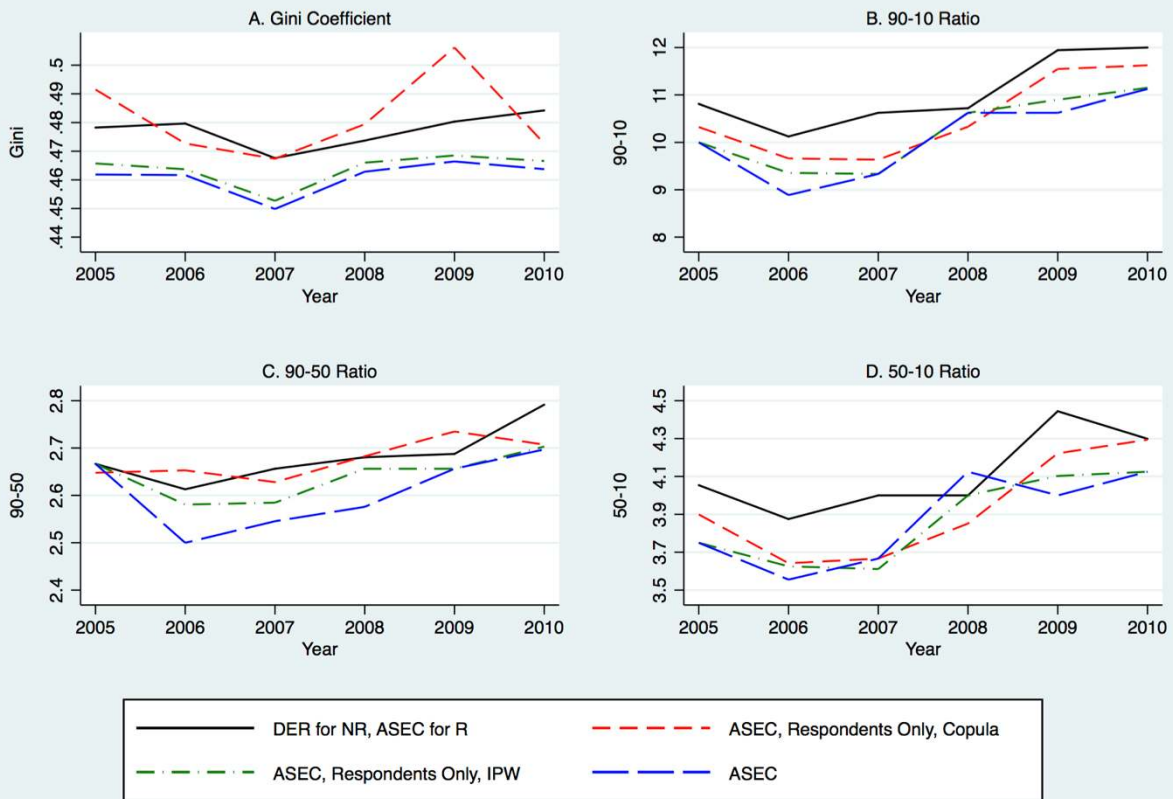 A. Gini Coefficient
Gini
.44 .45 .46 .47 .48 .49 .5
2005 2006 2007 2008 2009 2010
Year
B. 90-10 Ratio
90-10
8 9 10 11 12
2005 2006 2007 2008 2009 2010
Year
C. 90-50 Ratio
90-50
2.4 2.5 2.6 2.7 2.8
2005 2006 2007 2008 2009 2010
Year
D. 50-10 Ratio
50-10
3.5 3.7 3.9 4.1 4.3 4.5
2005 2006 2007 2008 2009 2010
Year
DER for NR, ASEC for R
ASEC, Respondents Only, Copula
ASEC, Respondents Only, IPW
ASEC